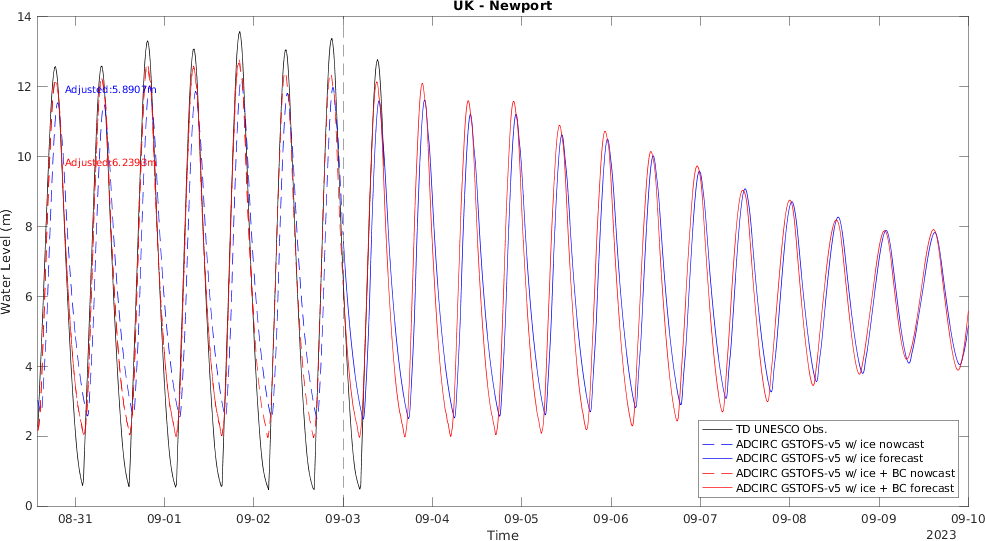 UK - Newport
14
12
10
8
6
4
2
0
Water Level (m)
Adjusted:5.8907m
Adjusted:6.2393m
TD UNESCO Obs.
ADCIRC GSTOFS-v5 w/ ice nowcast
ADCIRC GSTOFS-v5 w/ ice forecast
ADCIRC GSTOFS-v5 w/ ice + BC nowcast
ADCIRC GSTOFS-v5 w/ ice + BC forecast
08-31 09-01 09-02 09-03 09-04 09-05 09-06 09-07 09-08 09-09 09-10
Time
2023